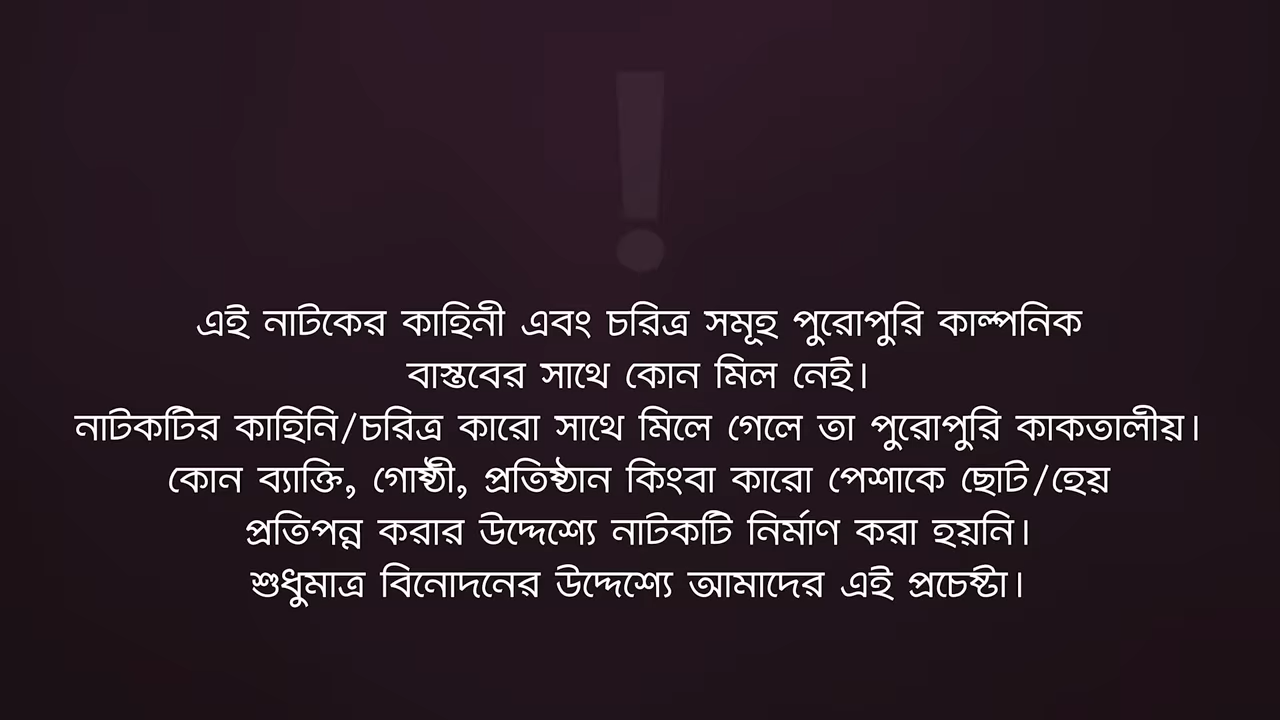 এই নাটকের কাহিনী এবং চরিত্র সমূহ পুরোপুরি কাল্পনিক
বাস্তবের সাথে কোন মিল নেই।
নাটকটির কাহিনি/চরিত্র কারো সাথে মিলে গেলে তা পুরোপুরি কাকতালীয়।
কোন ব্যাক্তি, গোষ্ঠী, প্রতিষ্ঠান কিংবা কারো পেশাকে ছোট/হেয়
প্রতিপন্ন করার উদ্দেশ্যে নাটকটি নির্মাণ করা হয়নি।
শুধুমাত্র বিনোদনের উদ্দেশ্যে আমাদের এই প্রচেষ্টা।